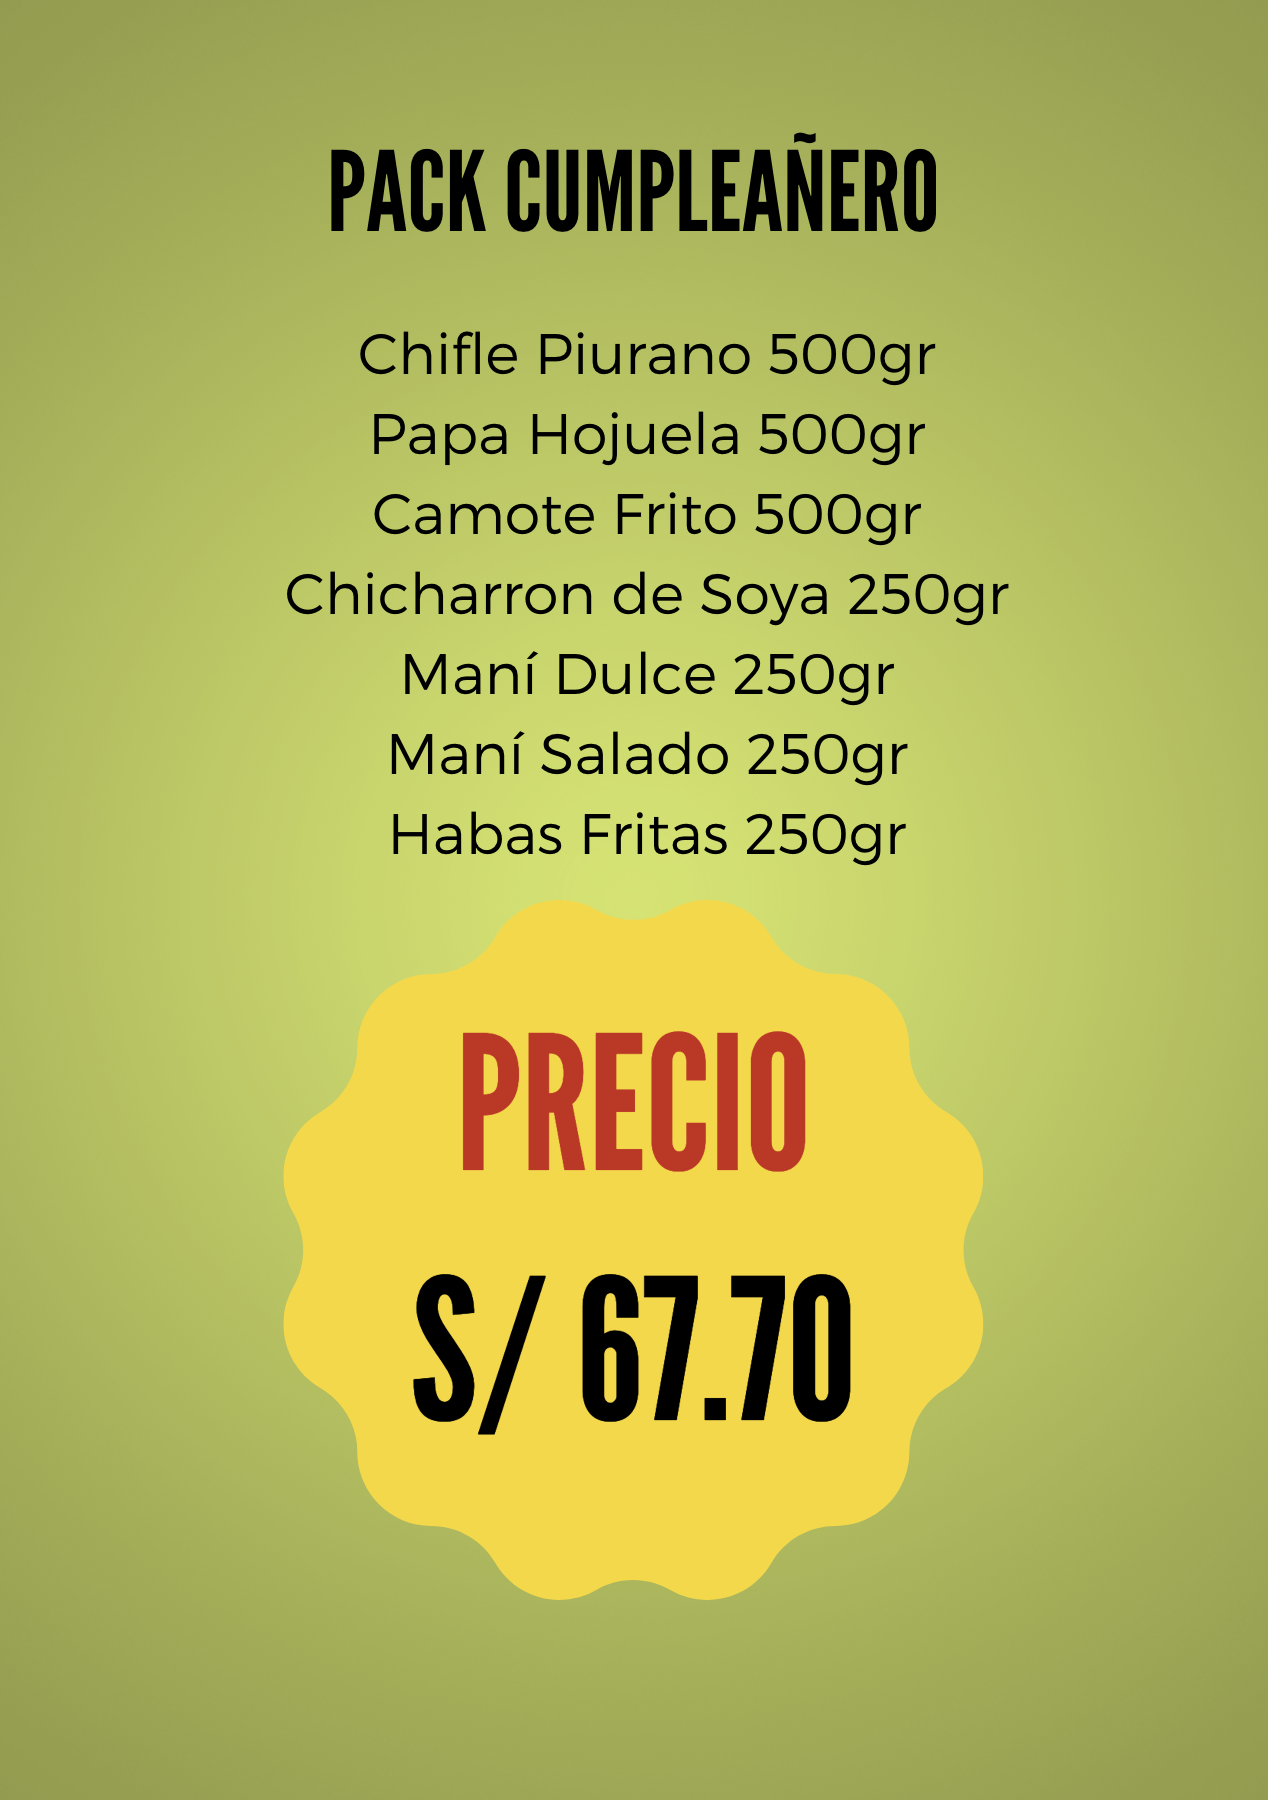 PACK CUMPLEAÑERO
Chifle Piurano 500gr
Papa Hojuela 500gr
Camote Frito 500gr
Chicharron de Soya 250gr
Maní Dulce 250gr
Maní Salado 250gr
Habas Fritas 250gr
PRECIO
S/ 67.70